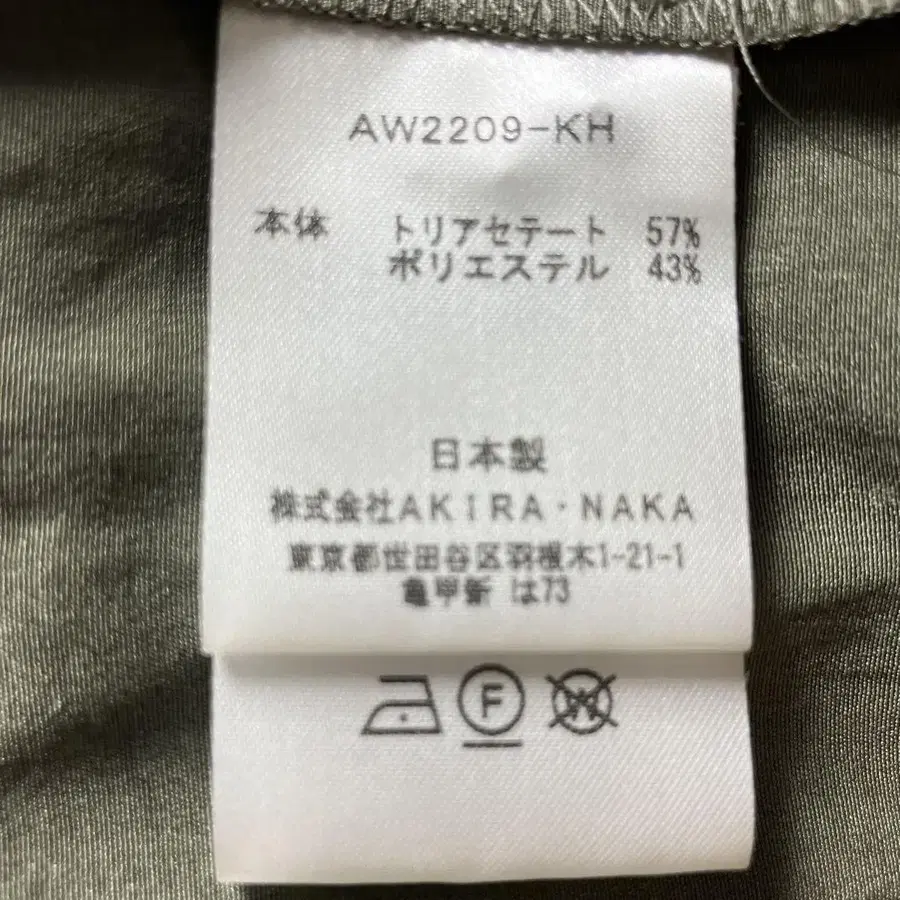 AW2209-KH
本体 トリアセテート 57%
ポリエステル 43%
日本製
株式会社AKIRA・NAKA
東京都世田谷区羽根木1-21-1
亀甲新 は73
F W